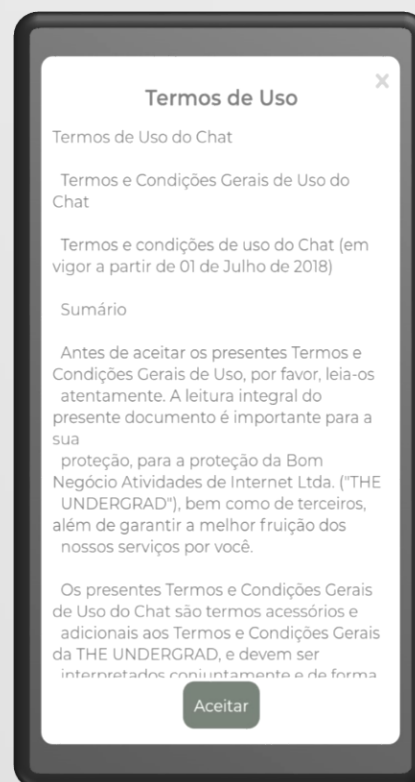 ×
Termos de Uso
Termos de Uso do Chat
Termos e Condições Gerais de Uso do
Chat
Termos e condições de uso do Chat (em
vigor a partir de 01 de Julho de 2018)
Sumário
Antes de aceitar os presentes Termos e
Condições Gerais de Uso, por favor, leia-os
atentamente. A leitura integral do
presente documento é importante para a
sua
proteção, para a proteção da Bom
Negócio Atividades de Internet Ltda. ("THE
UNDERGRAD"), bem como de terceiros,
além de garantir a melhor fruição dos
nossos serviços por você.
Os presentes Termos e Condições Gerais
de Uso do Chat são termos acessórios e
adicionais aos Termos e Condições Gerais
da THE UNDERGRAD, e devem ser
interpretados conjuntamente e de forma
Aceitar